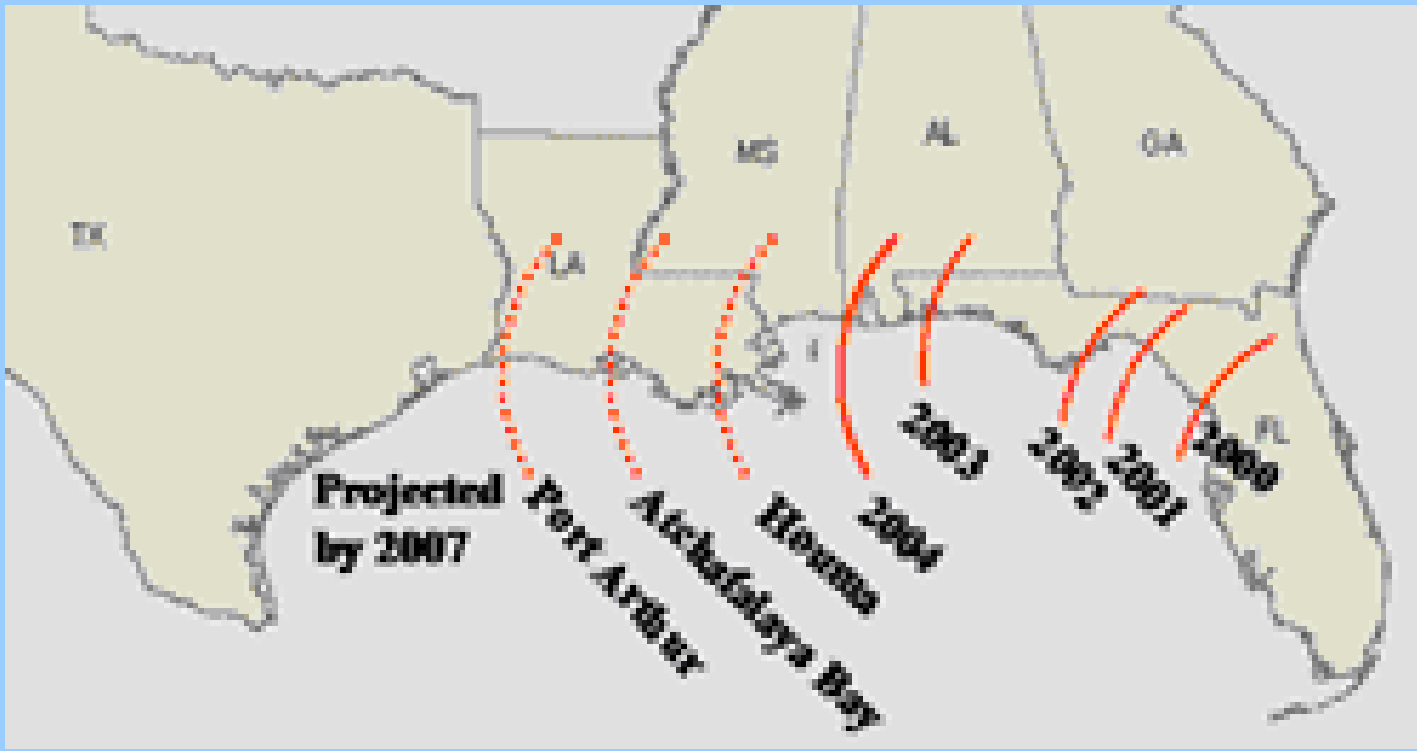 TX
LA
MS
AL
GA
FL
2000
2001
2002
2003
2004
Houma
Atchafalaya Bay
Port Arthur
Projected
by 2007